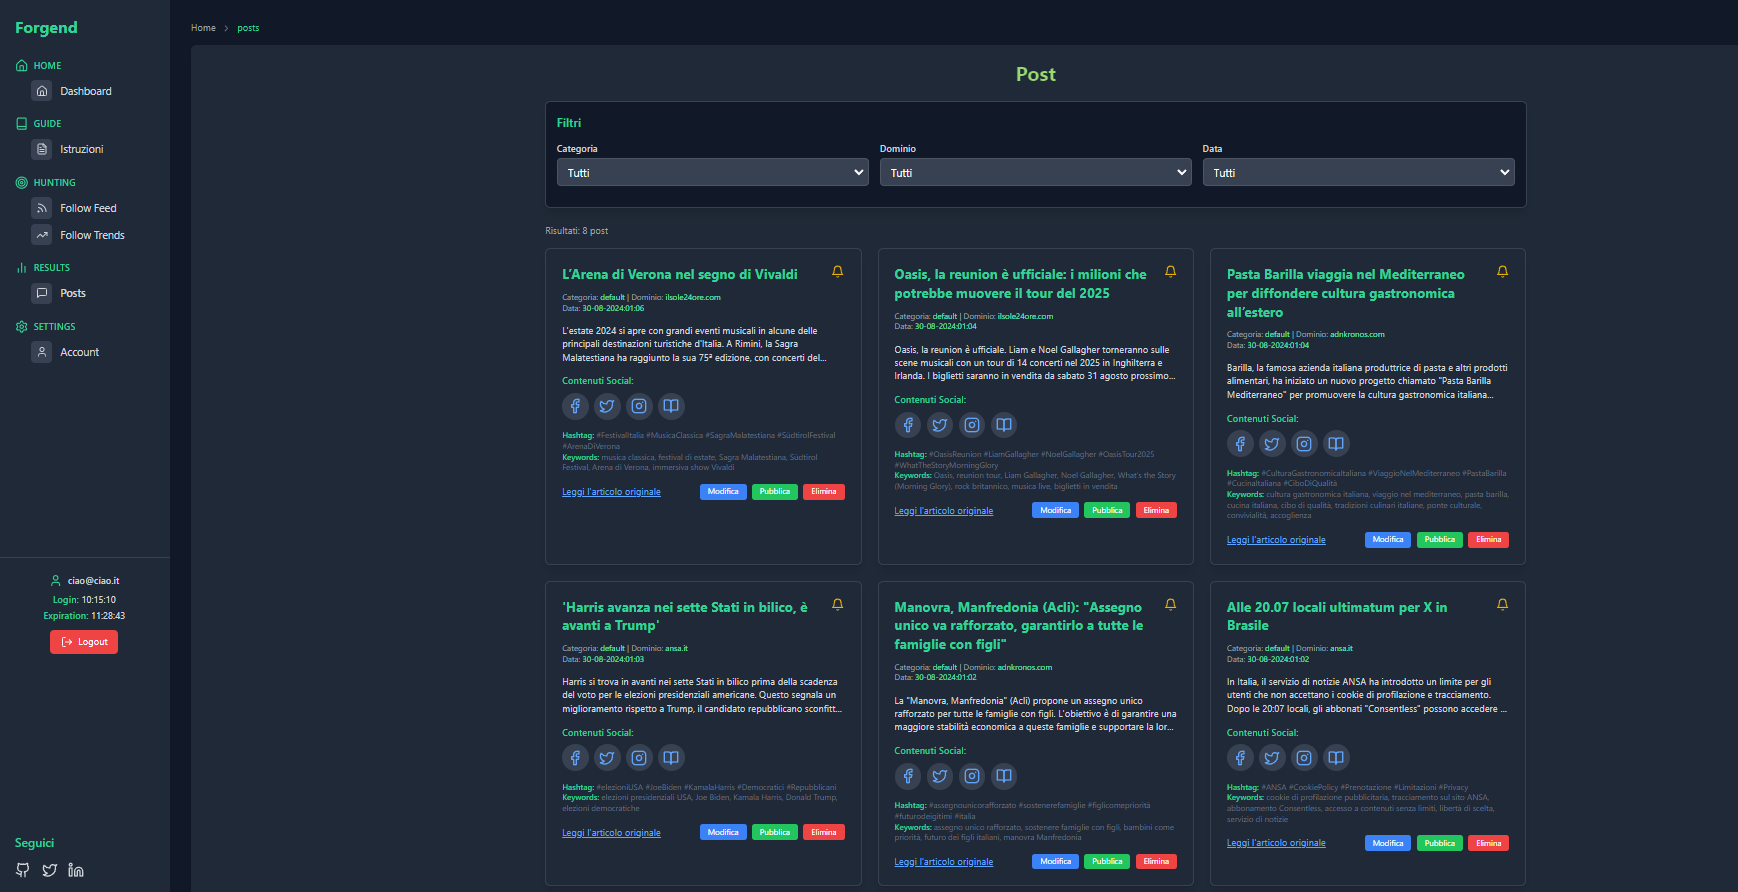 Forgend
HOME
Dashboard
GUIDE
Istruzioni
HUNTING
Follow Feed
Follow Trends
RESULTS
Posts
SETTINGS
Account
ciao@ciao.it
Login: 10:15:10
Expiration: 11:28:43
Logout
Seguici
Home > posts
Post
Filtri
Categoria
Tutti
Dominio
Tutti
Data
Tutti
Risultati: 8 post
L'Arena di Verona nel segno di Vivaldi
Categoria: default | Dominio: ilsole24ore.com
Data: 30-08-2024:01:06
L'estate 2024 si apre con grandi eventi musicali in alcune delle
principali destinazioni turistiche d'Italia. A Rimini, la Sagra
Malatestiana ha raggiunto la sua 75ª edizione, con concerti del...
Contenuti Social:
Hashtag: #FestivalItalia #MusicaClassica #SagraMalatestiana #SüdtirolFestival
#ArenaDiVerona
Keywords: musica classica, festival di estate, Sagra Malatestiana, Südtirol
Festival, Arena di Verona, immersiva show Vivaldi
Leggi l'articolo originale
Modifica
Pubblica
Elimina
Oasis, la reunion è ufficiale: i milioni che
potrebbe muovere il tour del 2025
Categoria: default | Dominio: ilsole24ore.com
Data: 30-08-2024:01:04
Oasis, la reunion è ufficiale. Liam e Noel Gallagher torneranno sulle
scene musicali con un tour di 14 concerti nel 2025 in Inghilterra e
Irlanda. I biglietti saranno in vendita da sabato 31 agosto prossimo...
Contenuti Social:
Hashtag: #OasisReunion #LiamGallagher #NoelGallagher #OasisTour2025
#WhatTheStoryMorningGlory
Keywords: Oasis, reunion tour, Liam Gallagher, Noel Gallagher, What's the Story
(Morning Glory), rock britannico, musica live, biglietti in vendita
Leggi l'articolo originale
Modifica
Pubblica
Elimina
Pasta Barilla viaggia nel Mediterraneo
per diffondere cultura gastronomica
all'estero
Categoria: default | Dominio: adnkronos.com
Data: 30-08-2024:01:04
Barilla, la famosa azienda italiana produttrice di pasta e altri prodotti
alimentari, ha iniziato un nuovo progetto chiamato "Pasta Barilla
Mediterraneo" per promuovere la cultura gastronomica italiana...
Contenuti Social:
Hashtag: #CulturaGastronomicaItaliana #ViaggioNelMediterraneo #PastaBarilla
#CucinaItaliana #CiboDiQualità
Keywords: cultura gastronomica italiana, viaggio nel mediterraneo, pasta barilla,
cucina italiana, cibo di qualità, tradizioni culinari italiane, ponte culturale,
convivialità, accoglienza
Leggi l'articolo originale
Modifica
Pubblica
Elimina
'Harris avanza nei sette Stati in bilico, è
avanti a Trump'
Categoria: default | Dominio: ansa.it
Data: 30-08-2024:01:03
Harris si trova in avanti nei sette Stati in bilico prima della scadenza
del voto per le elezioni presidenziali americane. Questo segnala un
miglioramento rispetto a Trump, il candidato repubblicano sconfitt...
Contenuti Social:
Hashtag: #elezioniUSA #JoeBiden #KamalaHarris #Democratici #Repubblicani
Keywords: elezioni presidenziali USA, Joe Biden, Kamala Harris, Donald Trump,
elezioni democratiche
Leggi l'articolo originale
Modifica
Pubblica
Elimina
Manovra, Manfredonia (Acli): "Assegno
unico va rafforzato, garantirlo a tutte le
famiglie con figli"
Categoria: default | Dominio: adnkronos.com
Data: 30-08-2024:01:02
La "Manovra, Manfredonia" (Acli) propone un assegno unico
rafforzato per tutte le famiglie con figli. L'obiettivo è di garantire una
maggiore stabilità economica a queste famiglie e supportare la lor...
Contenuti Social:
Hashtag: #assegnounicorafforzato #sostenerefamiglie #figlicomepriorità
#futurodeigitimi #italia
Keywords: assegno unico rafforzato, sostenere famiglie con figli, bambini come
priorità, futuro dei figli italiani, manovra Manfredonia
Leggi l'articolo originale
Modifica
Pubblica
Elimina
Alle 20.07 locali ultimatum per X in
Brasile
Categoria: default | Dominio: ansa.it
Data: 30-08-2024:01:02
In Italia, il servizio di notizie ANSA ha introdotto un limite per gli
utenti che non accettano i cookie di profilazione e tracciamento.
Dopo le 20:07 locali, gli abbonati "Consentless" possono accedere ...
Contenuti Social:
Hashtag: #ANSA #CookiePolicy #Prenotazione #Limitazioni #Privacy
Keywords: cookie di profilazione pubblicitaria, tracciamento sul sito ANSA,
abbonamento Consentless, accesso a contenuti senza limiti, libertà di scelta,
servizio di notizie
Leggi l'articolo originale
Modifica
Pubblica
Elimina